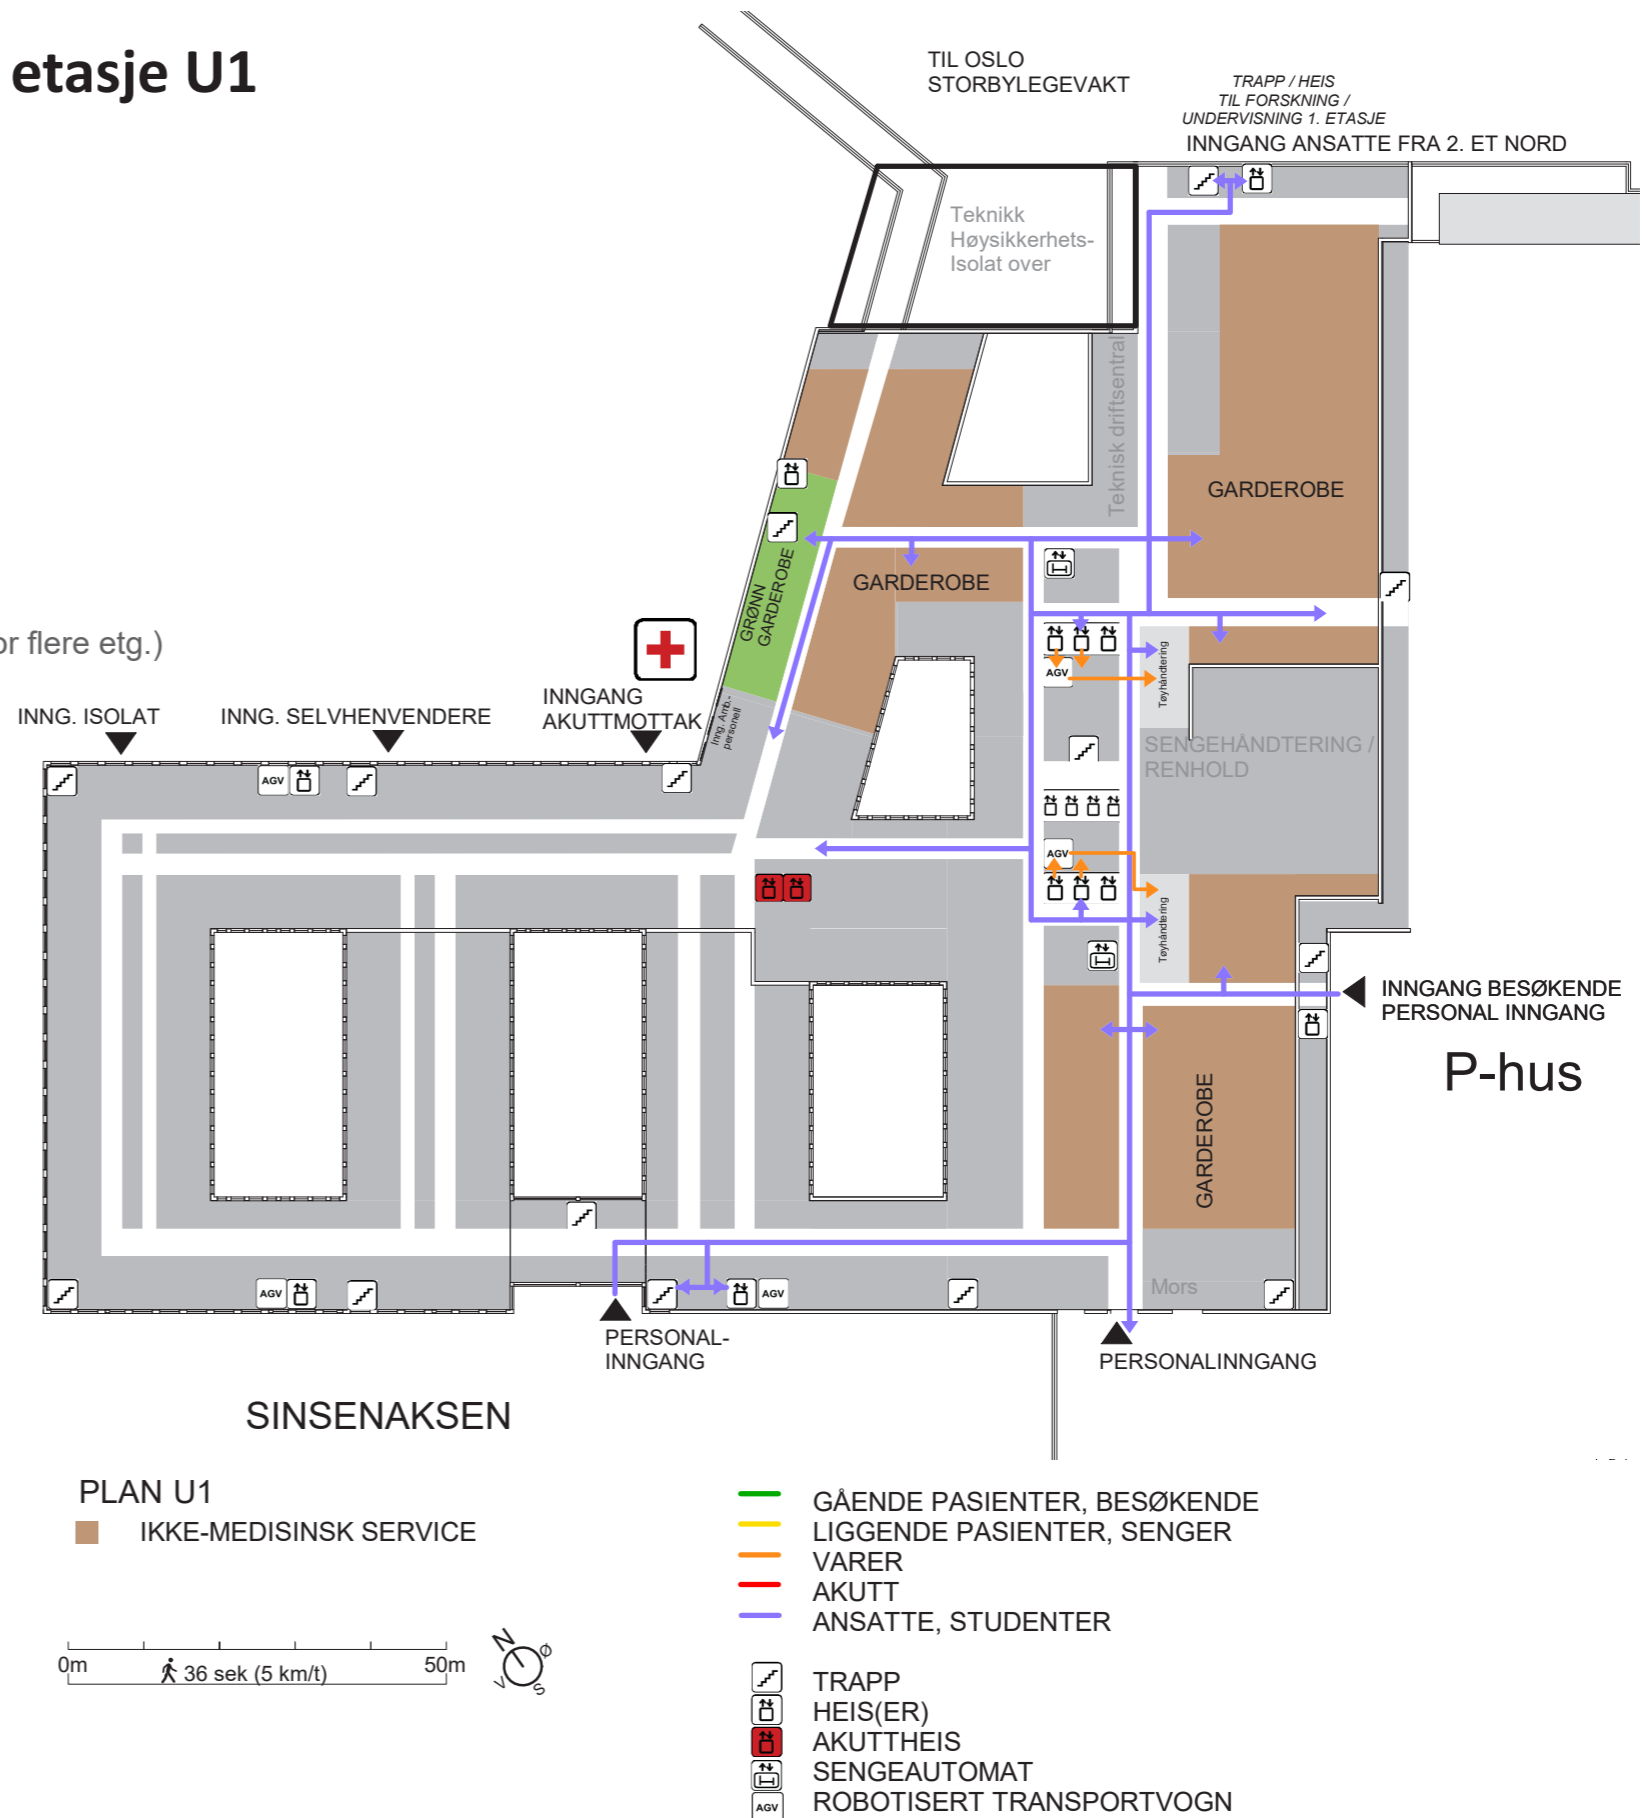 etasje U1
TIL OSLO
STORBYLEGEVAKT
TRAPP / HEIS
TIL FORSKNING /
UNDERVISNING 1. ETASJE
INNGANG ANSATTE FRA 2. ET NORD
Teknikk
Høysikkerhets-
Isolat over
Teknisk driftsentral
GARDEROBE
GARDEROBE
GRØNN
GARDEROBE
or flere etg.)
INNG. ISOLAT
INNG. SELVHENVENDERE
INNGANG
AKUTTMOTTAK
Inng. Amb.-
personell
AGV
Tøyhåndtering
SENGEHÅNDTERING /
RENHOLD
AGV
AGV
Tøyhåndtering
INNGANG BESØKENDE
PERSONAL INNGANG
P-hus
GARDEROBE
Mors
AGV
AGV
PERSONAL-
INNGANG
PERSONALINNGANG
SINSENAKSEN
PLAN U1
IKKE-MEDISINSK SERVICE
0m
36 sek (5 km/t)
50m
N
Ø
V
S
GÅENDE PASIENTER, BESØKENDE
LIGGENDE PASIENTER, SENGER
VARER
AKUTT
ANSATTE, STUDENTER
TRAPP
HEIS(ER)
AKUTTHEIS
SENGEAUTOMAT
AGV ROBOTISERT TRANSPORTVOGN